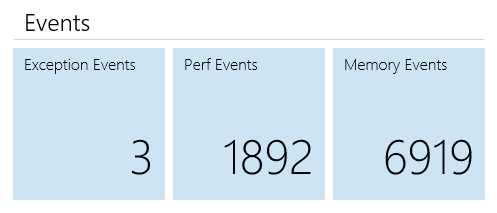 Events
Exception Events
Perf Events
Memory Events
3
1892
6919